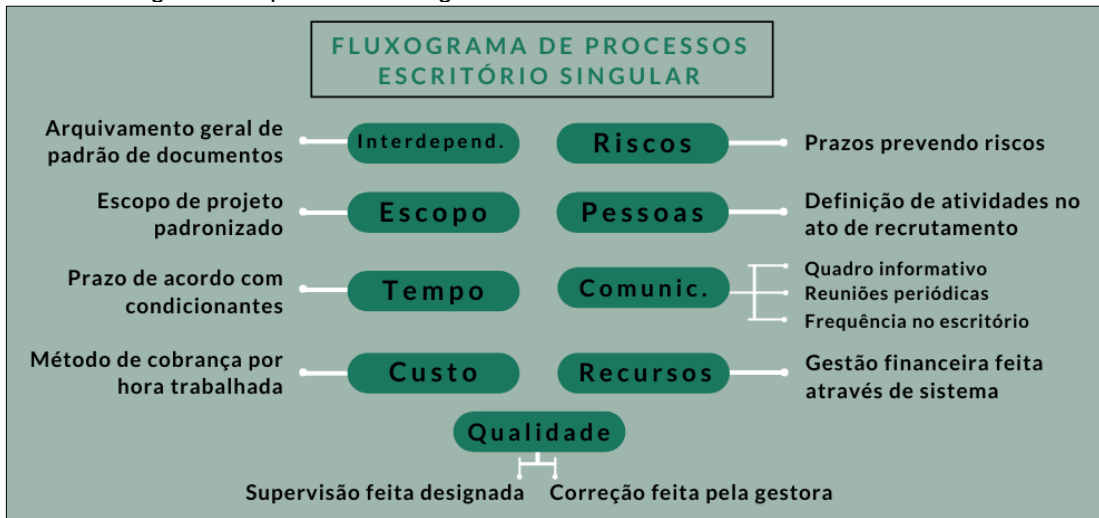 FLUXOGRAMA DE PROCESSOS
ESCRITÓRIO SINGULAR
Arquivamento geral de
padrão de documentos
Interdepend.
Riscos
Prazos prevendo riscos
Escopo de projeto
padronizado
Escopo
Pessoas
Definição de atividades no
ato de recrutamento
Prazo de acordo com
condicionantes
Tempo
Comunic.
Quadro informativo
Reuniões periódicas
Frequência no escritório
Método de cobrança por
hora trabalhada
Custo
Recursos
Gestão financeira feita
através de sistema
Qualidade
Supervisão feita designada
Correção feita pela gestora